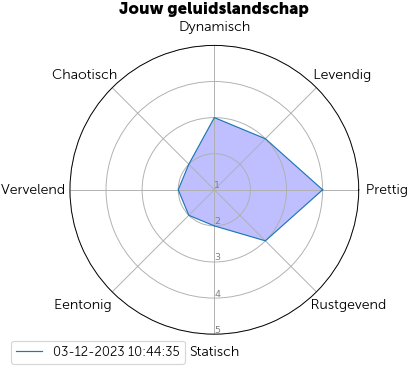 Jouw geluidslandschap
Dynamisch
Chaotisch
Levendig
Vervelend
1
Prettig
2
3
4
Eentonig
Rustgevend
5
03-12-2023 10:44:35
Statisch